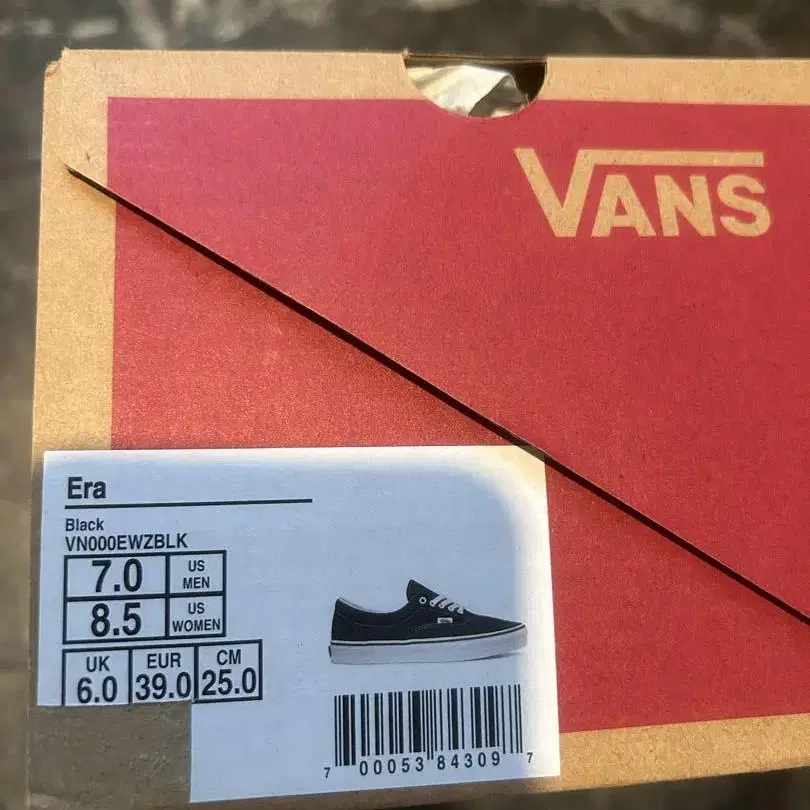 VANS
Era
Black
VN000EWZBLK
7.0 US MEN
8.5 US WOMEN
UK EUR CM
6.0 39.0 25.0
7 00053 84309 7